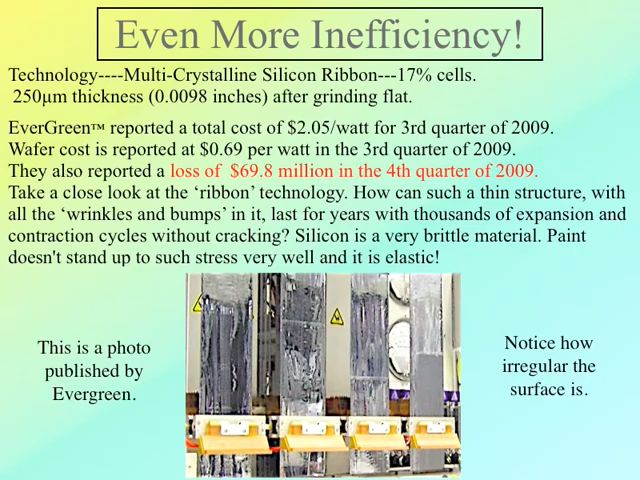 Even More Inefficiency!
Technology----Multi-Crystalline Silicon Ribbon---17% cells.
250µm thickness (0.0098 inches) after grinding flat.
EverGreen™ reported a total cost of $2.05/watt for 3rd quarter of 2009.
Wafer cost is reported at $0.69 per watt in the 3rd quarter of 2009.
They also reported a loss of $69.8 million in the 4th quarter of 2009.
Take a close look at the ‘ribbon’ technology. How can such a thin structure, with
all the ‘wrinkles and bumps’ in it, last for years with thousands of expansion and
contraction cycles without cracking? Silicon is a very brittle material. Paint
doesn't stand up to such stress very well and it is elastic!
This is a photo
published by
Evergreen.
Notice how
irregular the
surface is.